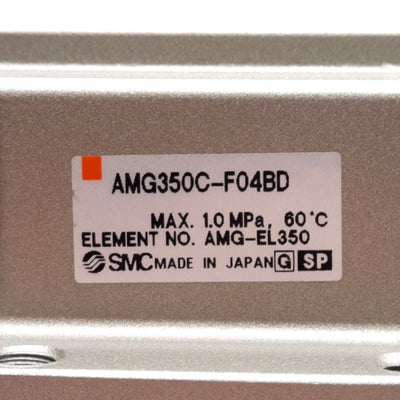 AMG350C-F04BD
MAX. 1.0 MPa, 60°C
ELEMENT NO. AMG-EL350
SMC MADE IN JAPAN G SP